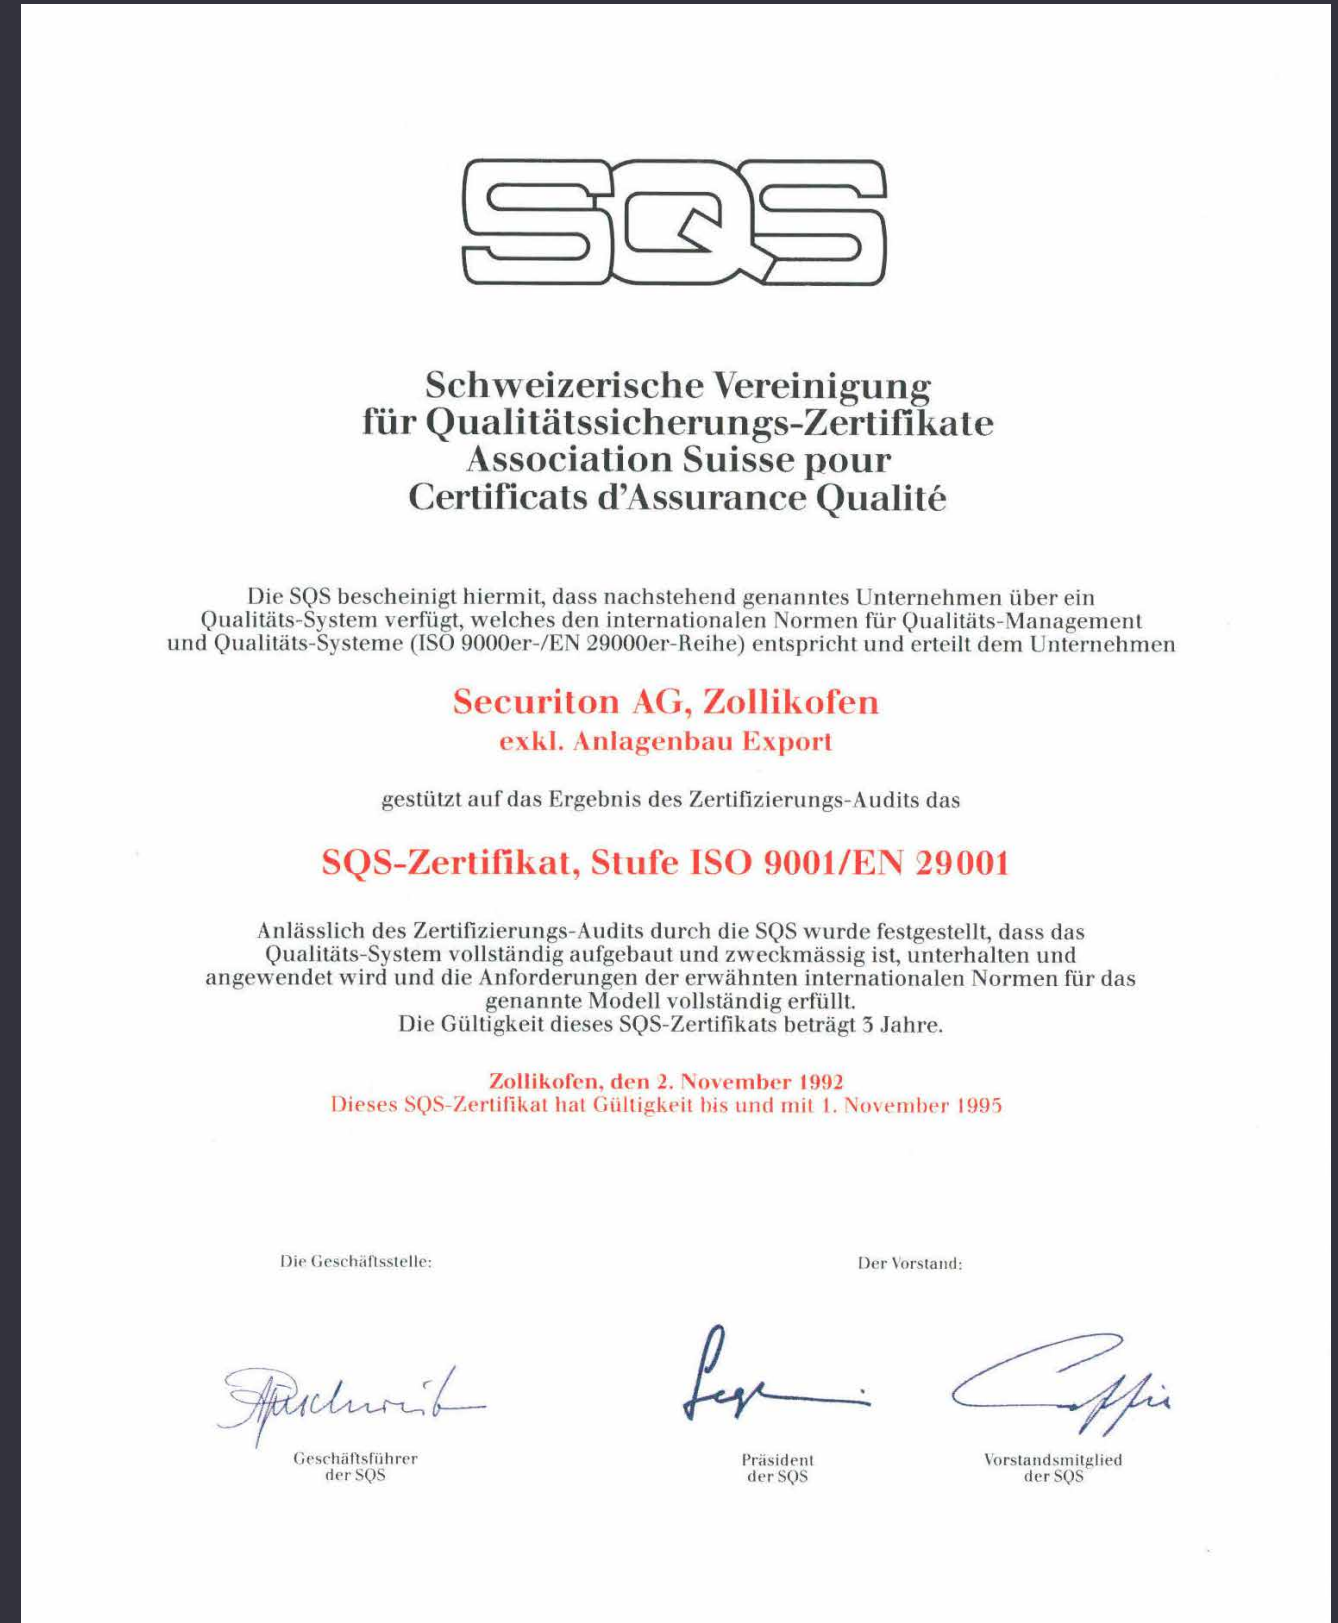 SQS
Schweizerische Vereinigung
für Qualitätssicherungs-Zertifikate
Association Suisse pour
Certificats d'Assurance Qualité
Die SQS bescheinigt hiermit, dass nachstehend genanntes Unternehmen über ein
Qualitäts-System verfügt, welches den internationalen Normen für Qualitäts-Management
und Qualitäts-Systeme (ISO 9000er-/EN 29000er-Reihe) entspricht und erteilt dem Unternehmen
Securiton AG, Zollikofen
exkl. Anlagenbau Export
gestützt auf das Ergebnis des Zertifizierungs-Audits das
SQS-Zertifikat, Stufe ISO 9001/EN 29001
Anlässlich des Zertifizierungs-Audits durch die SQS wurde festgestellt, dass das
Qualitäts-System vollständig aufgebaut und zweckmässig ist, unterhalten und
angewendet wird und die Anforderungen der erwähnten internationalen Normen für das
genannte Modell vollständig erfüllt.
Die Gültigkeit dieses SQS-Zertifikats beträgt 3 Jahre.
Zollikofen, den 2. November 1992
Dieses SQS-Zertifikat hat Gültigkeit bis und mit 1. November 1995
Die Geschäftsstelle:
Der Vorstand:
Geschäftsführer
der SQS
Präsident
der SQS
Vorstandsmitglied
der SQS